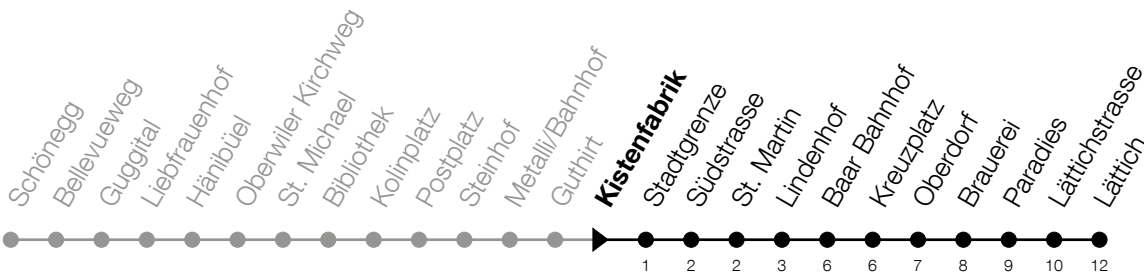 Schönegg
Bellevueweg
Guggital
Liebfrauenhof
Hänibüel
Oberwiler Kirchweg
St. Michael
Bibliothek
Kolinplatz
Postplatz
Steinhof
Metalli/Bahnhof
Guthirt
Kistenfabrik
Stadtgrenze
Südstrasse
St. Martin
Lindenhof
Baar Bahnhof
Kreuzplatz
Oberdorf
Brauerei
Paradies
Lättichstrasse
Lättich
1 2 2 3 6 6 7 8 9 10 12